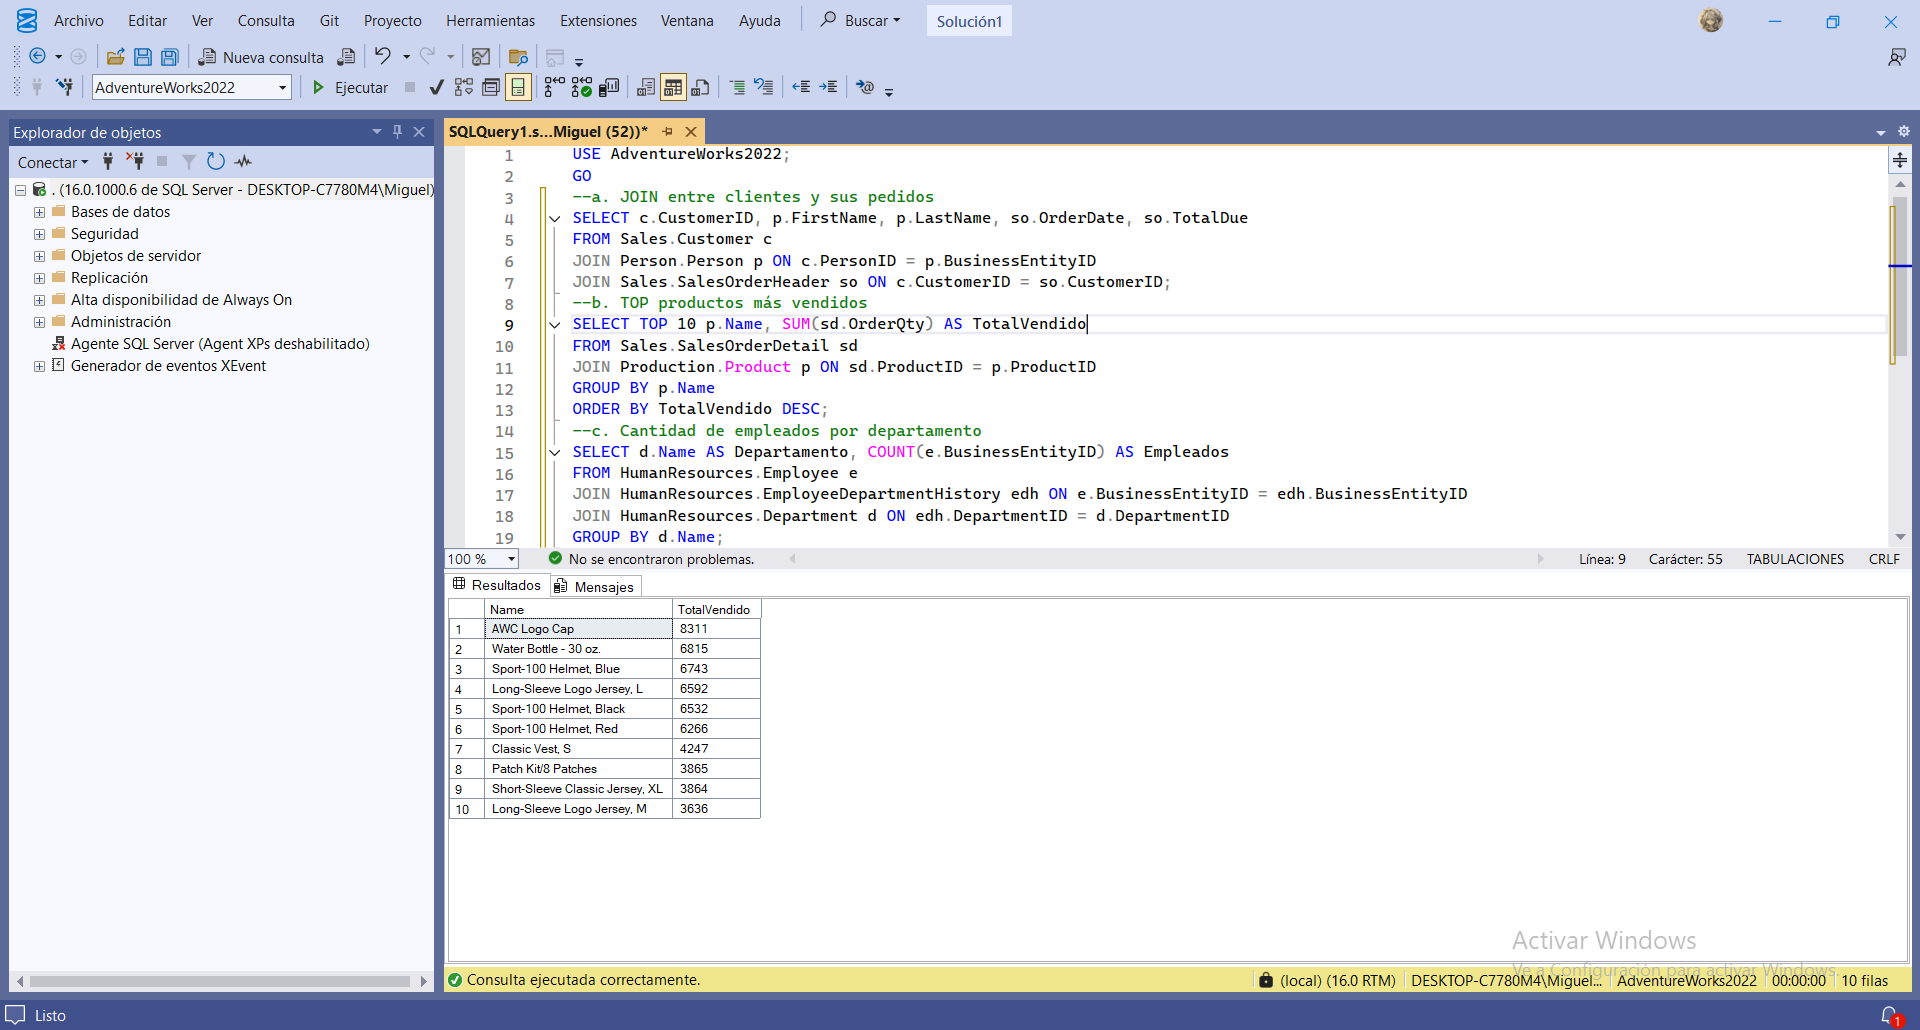 Archivo Editar Ver Consulta Git Proyecto Herramientas Extensiones Ventana Ayuda Buscar Solución1
Nueva consulta
AdventureWorks2022 Ejecutar
Explorador de objetos
Conectar
. (16.0.1000.6 de SQL Server - DESKTOP-C7780M4\Miguel)
Bases de datos
Seguridad
Objetos de servidor
Replicación
Alta disponibilidad de Always On
Administración
Agente SQL Server (Agent XPs deshabilitado)
Generador de eventos XEvent
SQLQuery1.s...Miguel (52))*
1 USE AdventureWorks2022;
2 GO
3 --a. JOIN entre clientes y sus pedidos
4 SELECT c.CustomerID, p.FirstName, p.LastName, so.OrderDate, so.TotalDue
5 FROM Sales.Customer c
6 JOIN Person.Person p ON c.PersonID = p.BusinessEntityID
7 JOIN Sales.SalesOrderHeader so ON c.CustomerID = so.CustomerID;
8 --b. TOP productos más vendidos
9 SELECT TOP 10 p.Name, SUM(sd.OrderQty) AS TotalVendido
10 FROM Sales.SalesOrderDetail sd
11 JOIN Production.Product p ON sd.ProductID = p.ProductID
12 GROUP BY p.Name
13 ORDER BY TotalVendido DESC;
14 --c. Cantidad de empleados por departamento
15 SELECT d.Name AS Departamento, COUNT(e.BusinessEntityID) AS Empleados
16 FROM HumanResources.Employee e
17 JOIN HumanResources.EmployeeDepartmentHistory edh ON e.BusinessEntityID = edh.BusinessEntityID
18 JOIN HumanResources.Department d ON edh.DepartmentID = d.DepartmentID
19 GROUP BY d.Name;
100 % No se encontraron problemas. Línea: 9 Carácter: 55 TABULACIONES CRLF
Resultados Mensajes
Name TotalVendido
1 AWC Logo Cap 8311
2 Water Bottle - 30 oz. 6815
3 Sport-100 Helmet, Blue 6743
4 Long-Sleeve Logo Jersey, L 6592
5 Sport-100 Helmet, Black 6532
6 Sport-100 Helmet, Red 6266
7 Classic Vest, S 4247
8 Patch Kit/8 Patches 3865
9 Short-Sleeve Classic Jersey, XL 3864
10 Long-Sleeve Logo Jersey, M 3636
Activar Windows
Ve a Configuración para activar Windows.
Consulta ejecutada correctamente. (local) (16.0 RTM) DESKTOP-C7780M4\Miguel... AdventureWorks2022 00:00:00 10 filas
Listo 1